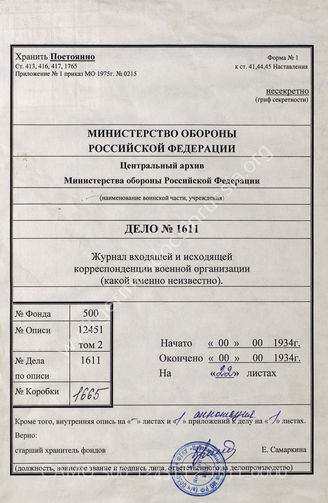 Хранить Постоянно
Форма № 1
Ст. 413, 416, 417, 1765
к ст. 41,44,45 Наставления
Приложение № 1 приказ МО 1975г. № 0215
несекретно
(гриф секретности)
МИНИСТЕРСТВО ОБОРОНЫ
РОССИЙСКОЙ ФЕДЕРАЦИИ
Центральный архив
Министерства обороны Российской Федерации
(наименование воинской части, учреждения)
ДЕЛО № 1611
Журнал входящей и исходящей
корреспонденции военной организации
(какой именно неизвестно).
№ Фонда 500
№ Описи 12451
том 2
№ Дела 1611
по описи
№ Коробки 1665
Начато « 00 » 00 1934г.
Окончено « 00 » 00 1934г.
На « 22 » листах
Кроме того, внутренняя опись на «-» листах и «1» приложений к делу на «1» листах.
аннотация
Верно:
старший хранитель фондов Е. Самаркина
(должность, воинское звание и подпись лица, ответственного за делопроизводство)